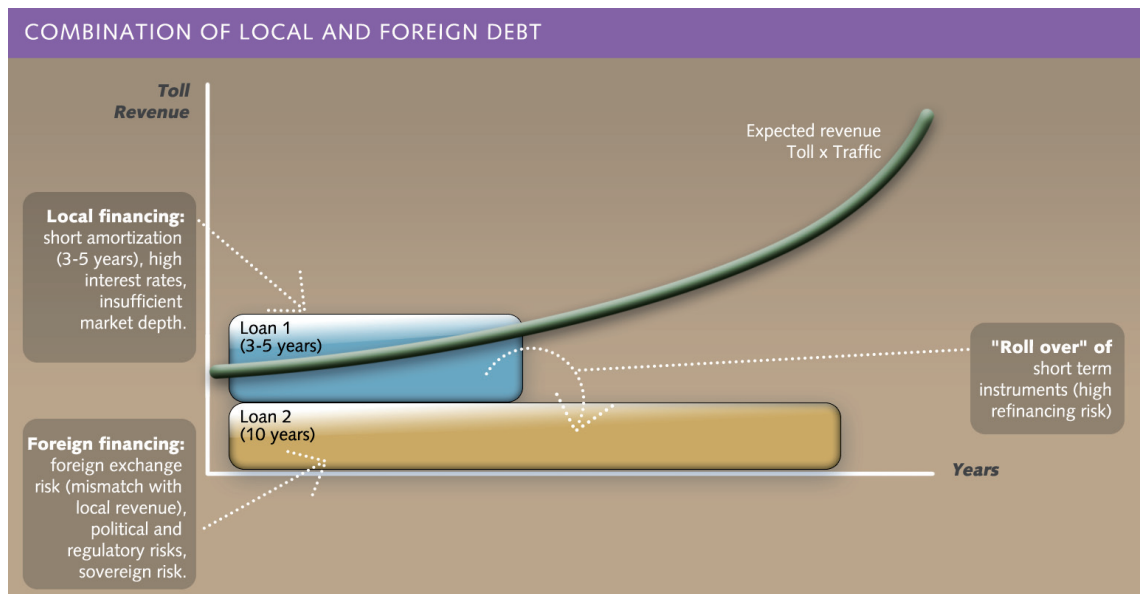 COMBINATION OF LOCAL AND FOREIGN DEBT
Toll
Revenue
Expected revenue
Toll x Traffic
Local financing:
short amortization
(3-5 years), high
interest rates,
insufficient
market depth.
Loan 1
(3-5 years)
"Roll over" of
short term
instruments (high
refinancing risk)
Loan 2
(10 years)
Foreign financing:
foreign exchange
risk (mismatch with
local revenue),
political and
regulatory risks,
sovereign risk.
Years